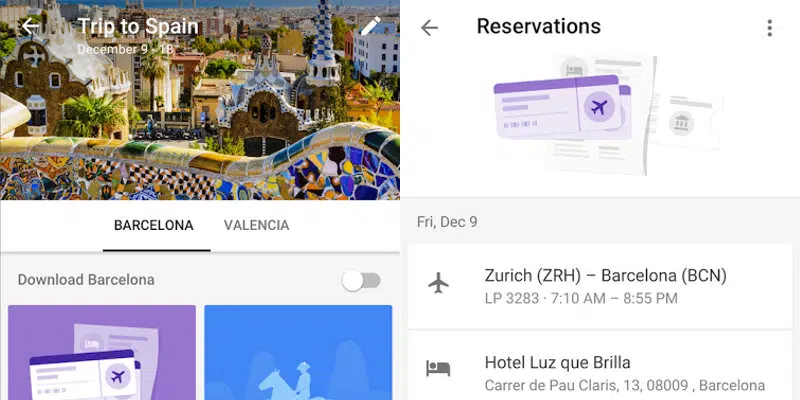 Trip to Spain
December 9 - 18
BARCELONA
VALENCIA
Download Barcelona
Reservations
Fri, Dec 9
Zurich (ZRH) – Barcelona (BCN)
LP 3283 · 7:10 AM – 8:55 PM
Hotel Luz que Brilla
Carrer de Pau Claris, 13, 08009 , Barcelona